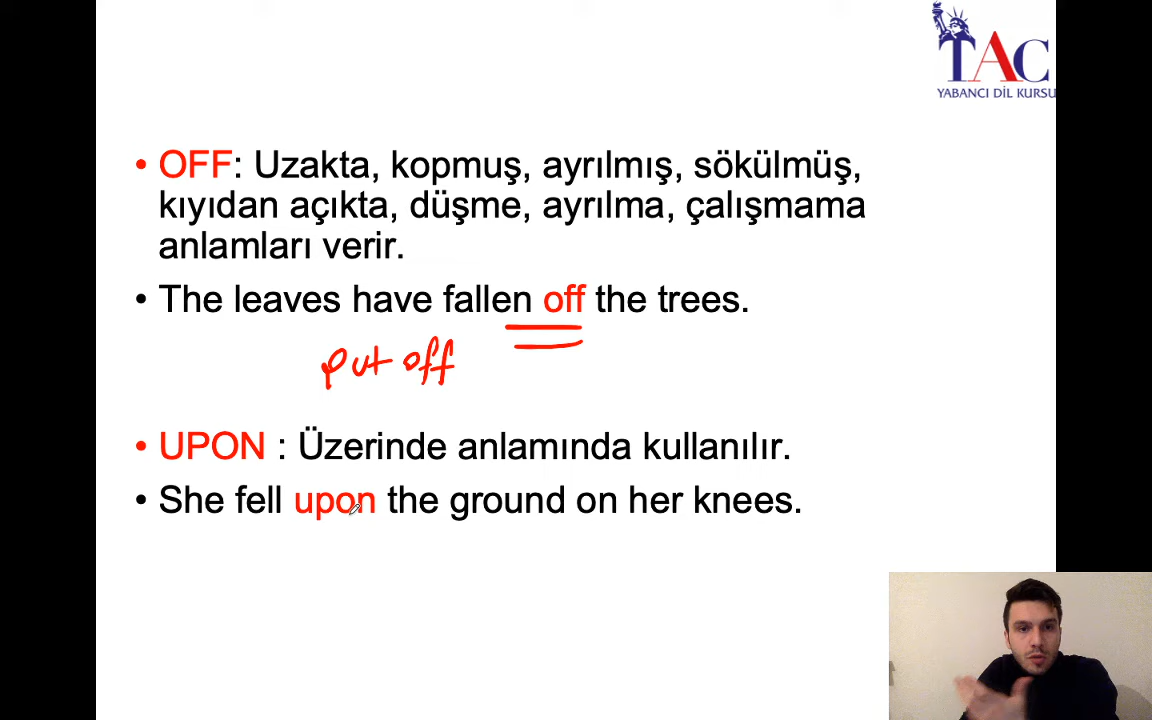 TAC
YABANCI DİL KURSU
• OFF: Uzakta, kopmuş, ayrılmış, sökülmüş,
kıyıdan açıkta, düşme, ayrılma, çalışmama
anlamları verir.
• The leaves have fallen off the trees.
put off
• UPON : Üzerinde anlamında kullanılır.
• She fell upon the ground on her knees.